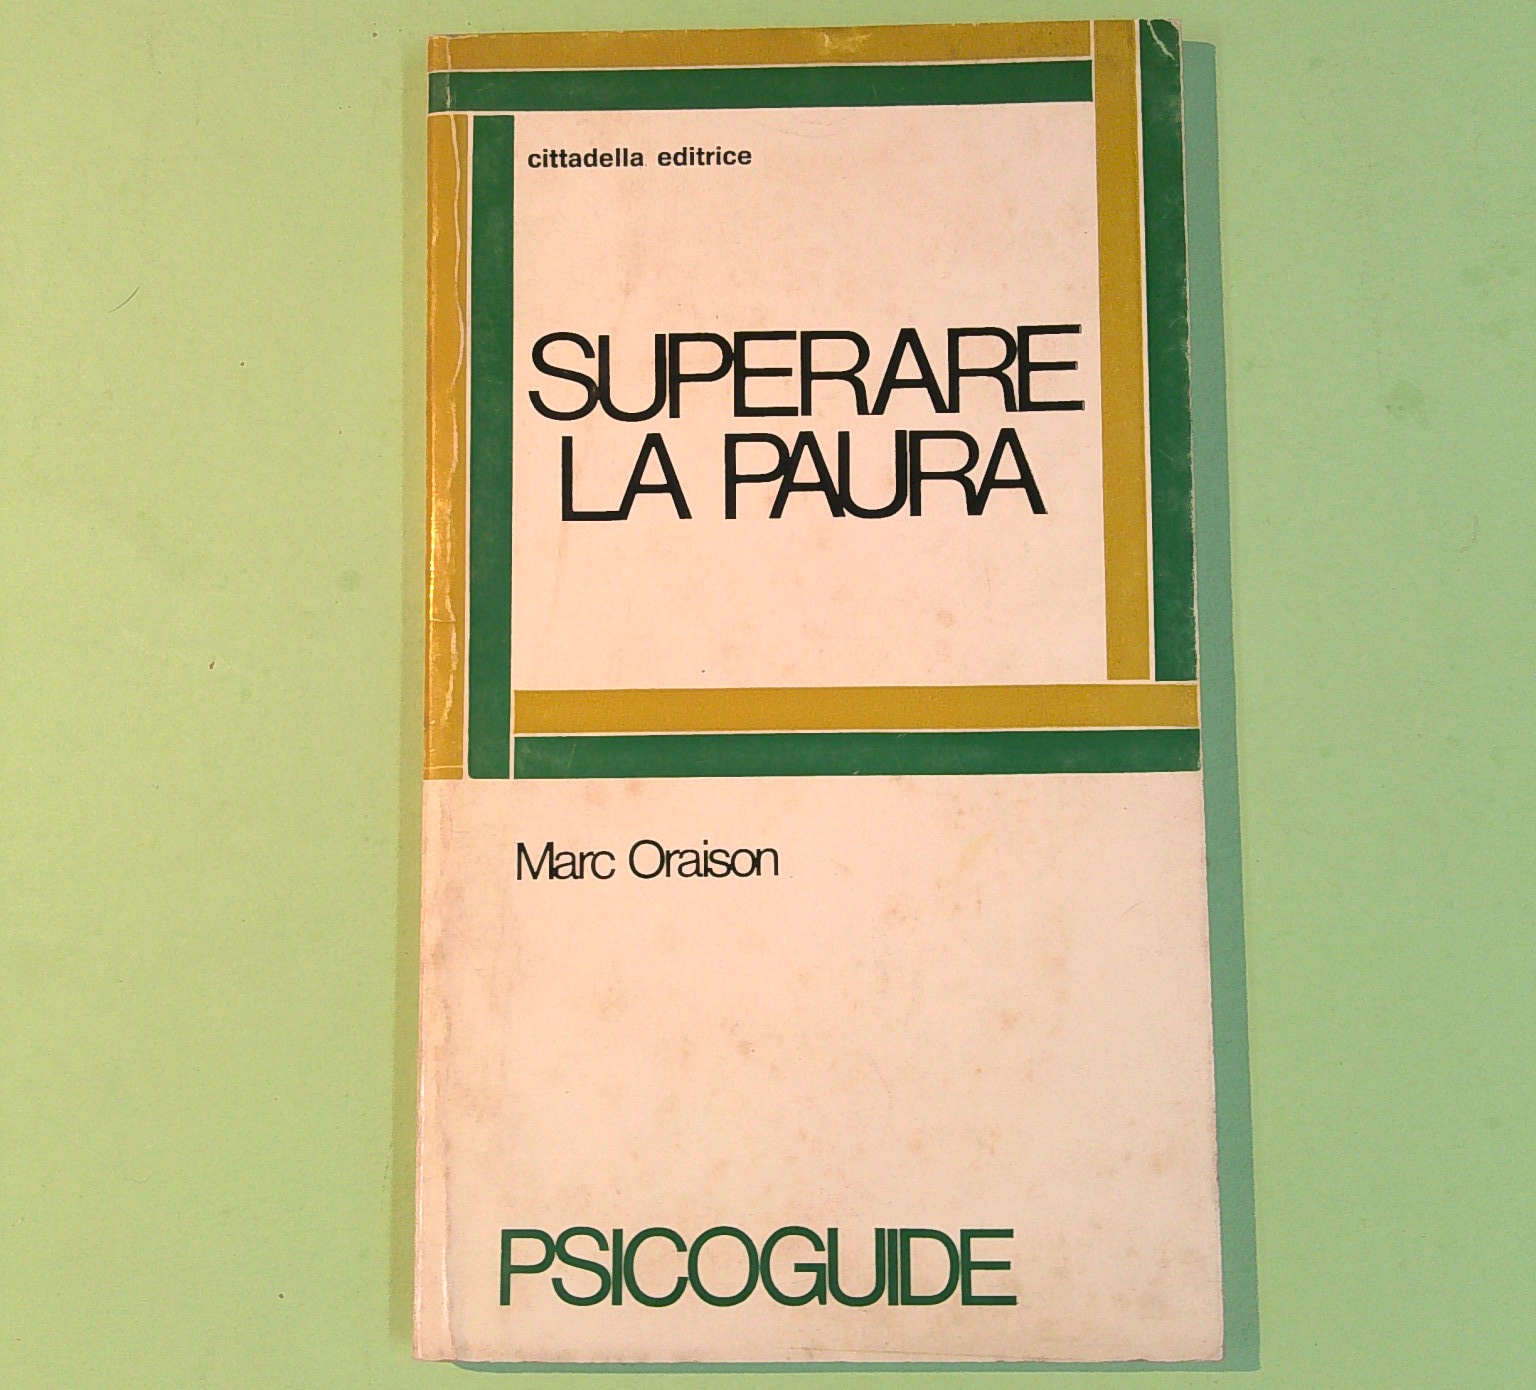 cittadella editrice
SUPERARE
LA PAURA
Marc Oraison
PSICOGUIDE